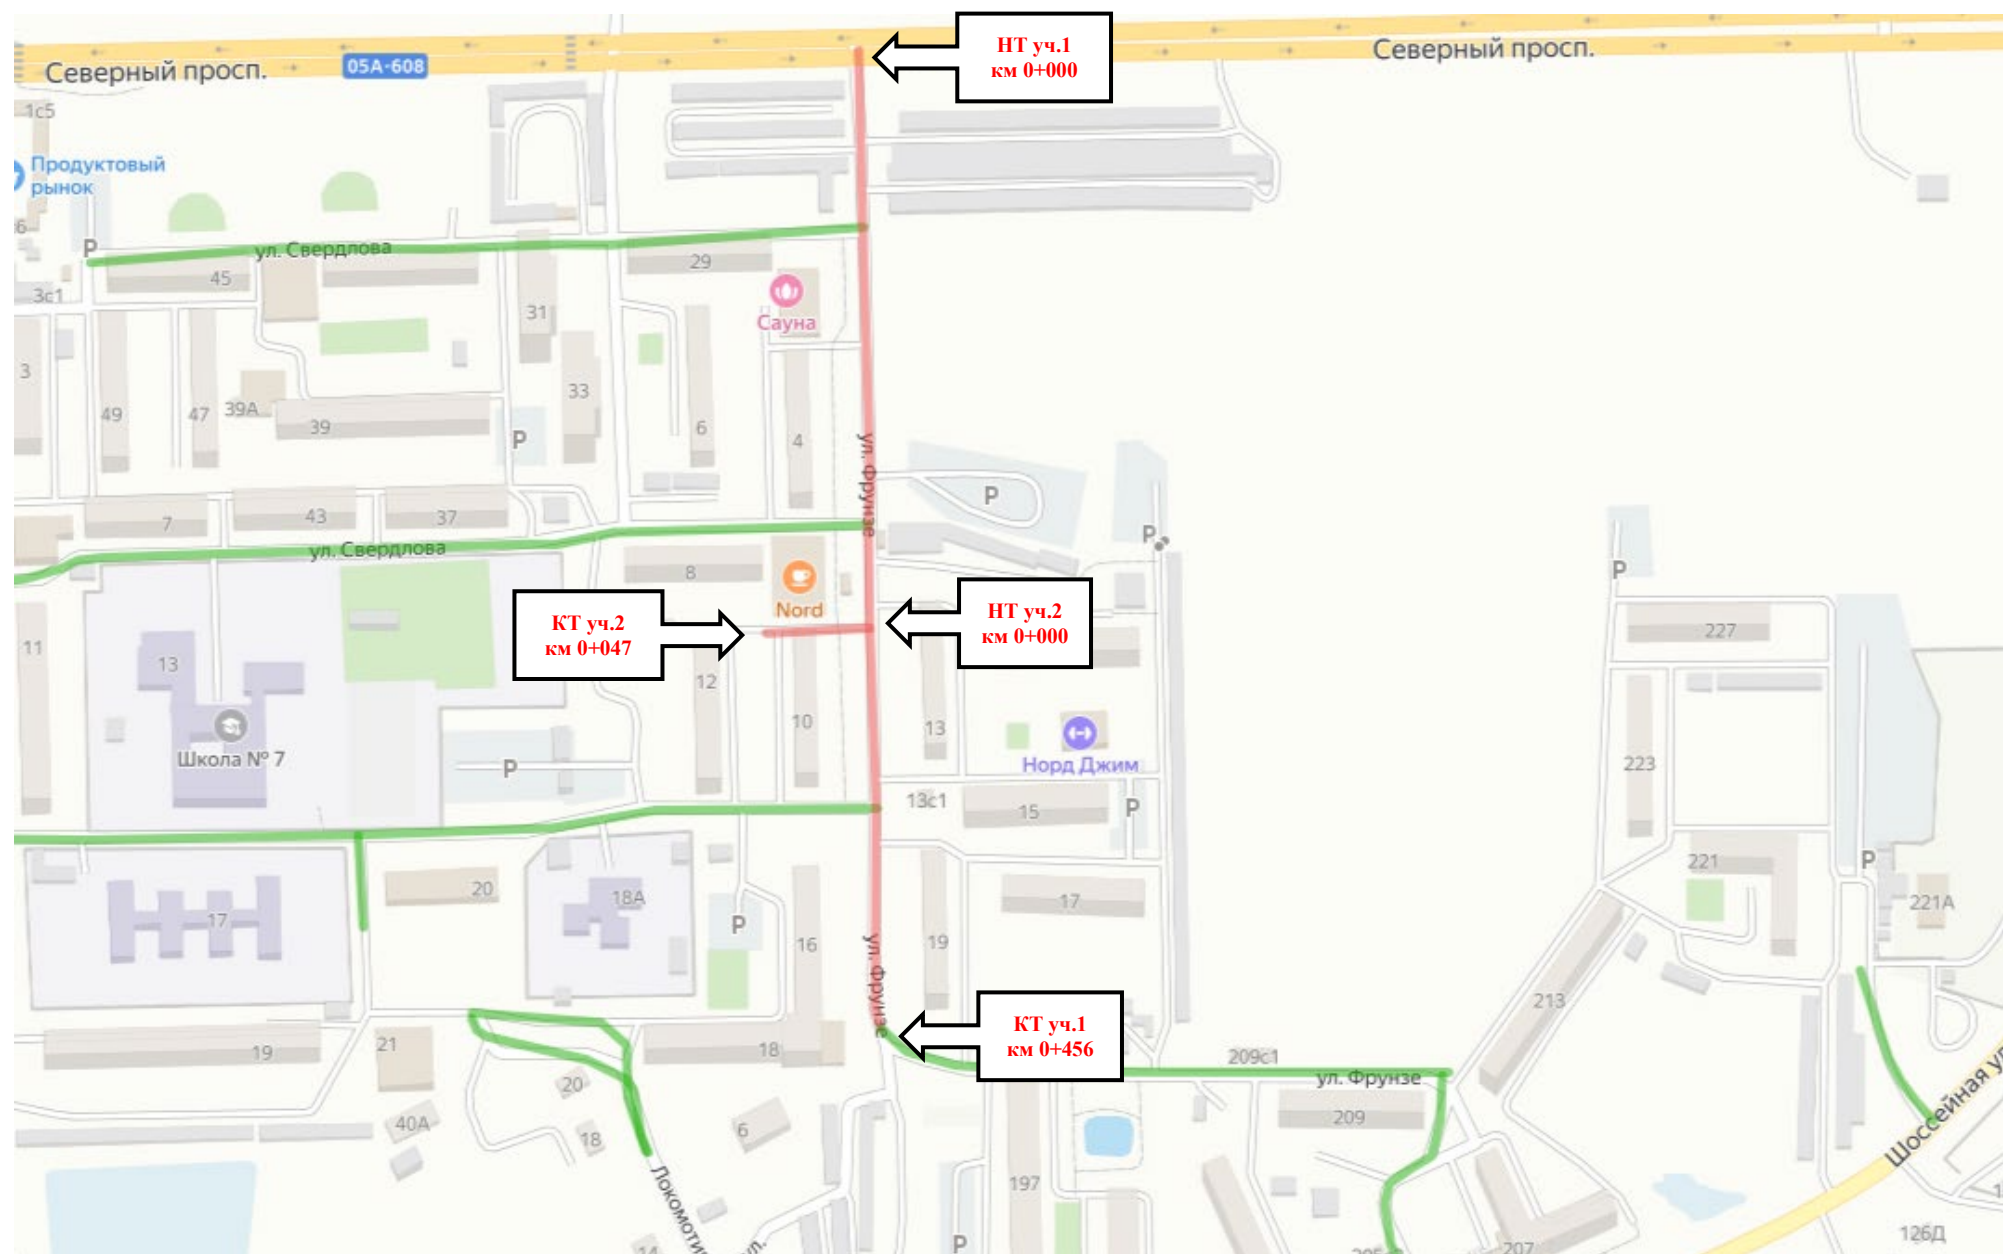 НТ уч.1
км 0+000
Северный просп.
05А-608
Северный просп.
1с5
Продуктовый
рынок
6
P
ул. Свердлова
45
29
3с1
31
Сауна
3
33
49
47
39А
39
P
6
4
ул. Фрунзе
P
7
43
37
P
ул. Свердлова
8
P
Nord
КТ уч.2
км 0+047
НТ уч.2
км 0+000
227
11
13
12
10
13
Школа № 7
P
Норд Джим
223
13с1
15
P
221
P
17
20
18А
P
16
19
17
221А
ул. Фрунзе
213
КТ уч.1
км 0+456
19
21
18
209с1
ул. Фрунзе
20
209
40А
18
6
Шоссейная у
Локомоти
197
P
ул.
14
207
126Д